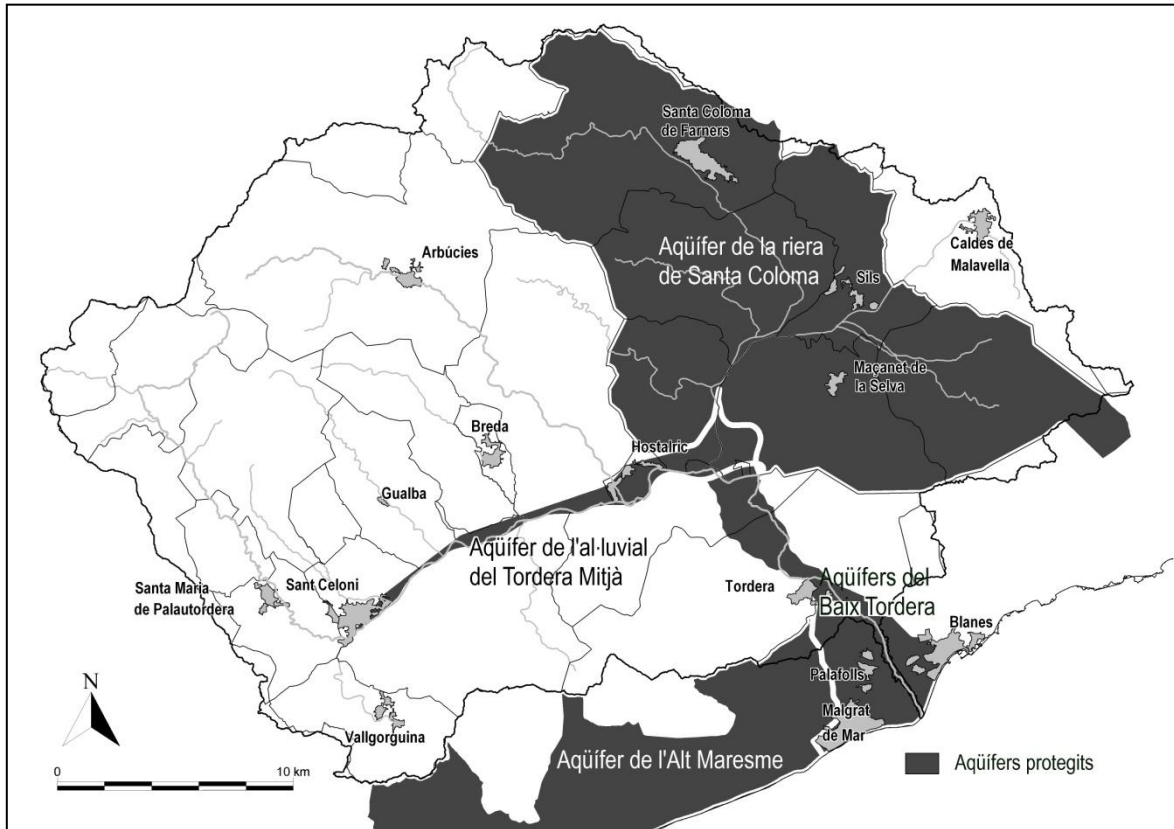 Santa Coloma
de Farners
Caldes de
Malavella
Arbúcies
Aqüífer de la riera
de Santa Coloma
Sils
Maçanet de
la Selva
Breda
Hostalric
Gualba
Aqüífer de l'al·luvial
del Tordera Mitjà
Santa Maria
de Palautordera
Sant Celoni
Tordera
Aqüífers del
Baix Tordera
Blanes
Palafolls
N
Malgrat
de Mar
Vallgorguina
Aqüífer de l'Alt Maresme
Aqüífers protegits
0 10 km